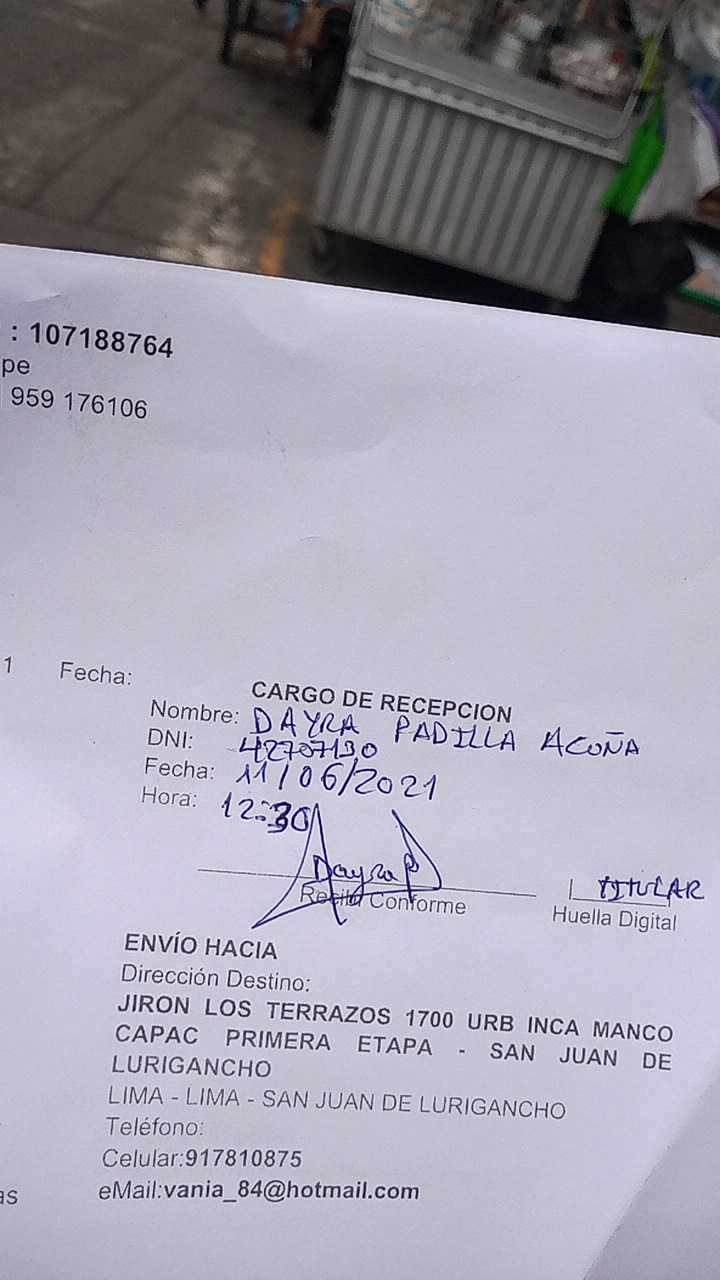 : 107188764
pe
959 176106
1 Fecha:
CARGO DE RECEPCION
Nombre: DAYRA PADILLA ACUÑA
DNI: 42707130
Fecha: 11/06/2021
Hora: 12:30
Dayra P
Recibí Conforme
TITULAR
Huella Digital
ENVÍO HACIA
Dirección Destino:
JIRON LOS TERRAZOS 1700 URB INCA MANCO
CAPAC PRIMERA ETAPA - SAN JUAN DE
LURIGANCHO
LIMA - LIMA - SAN JUAN DE LURIGANCHO
Teléfono:
Celular:917810875
as
eMail:vania_84@hotmail.com